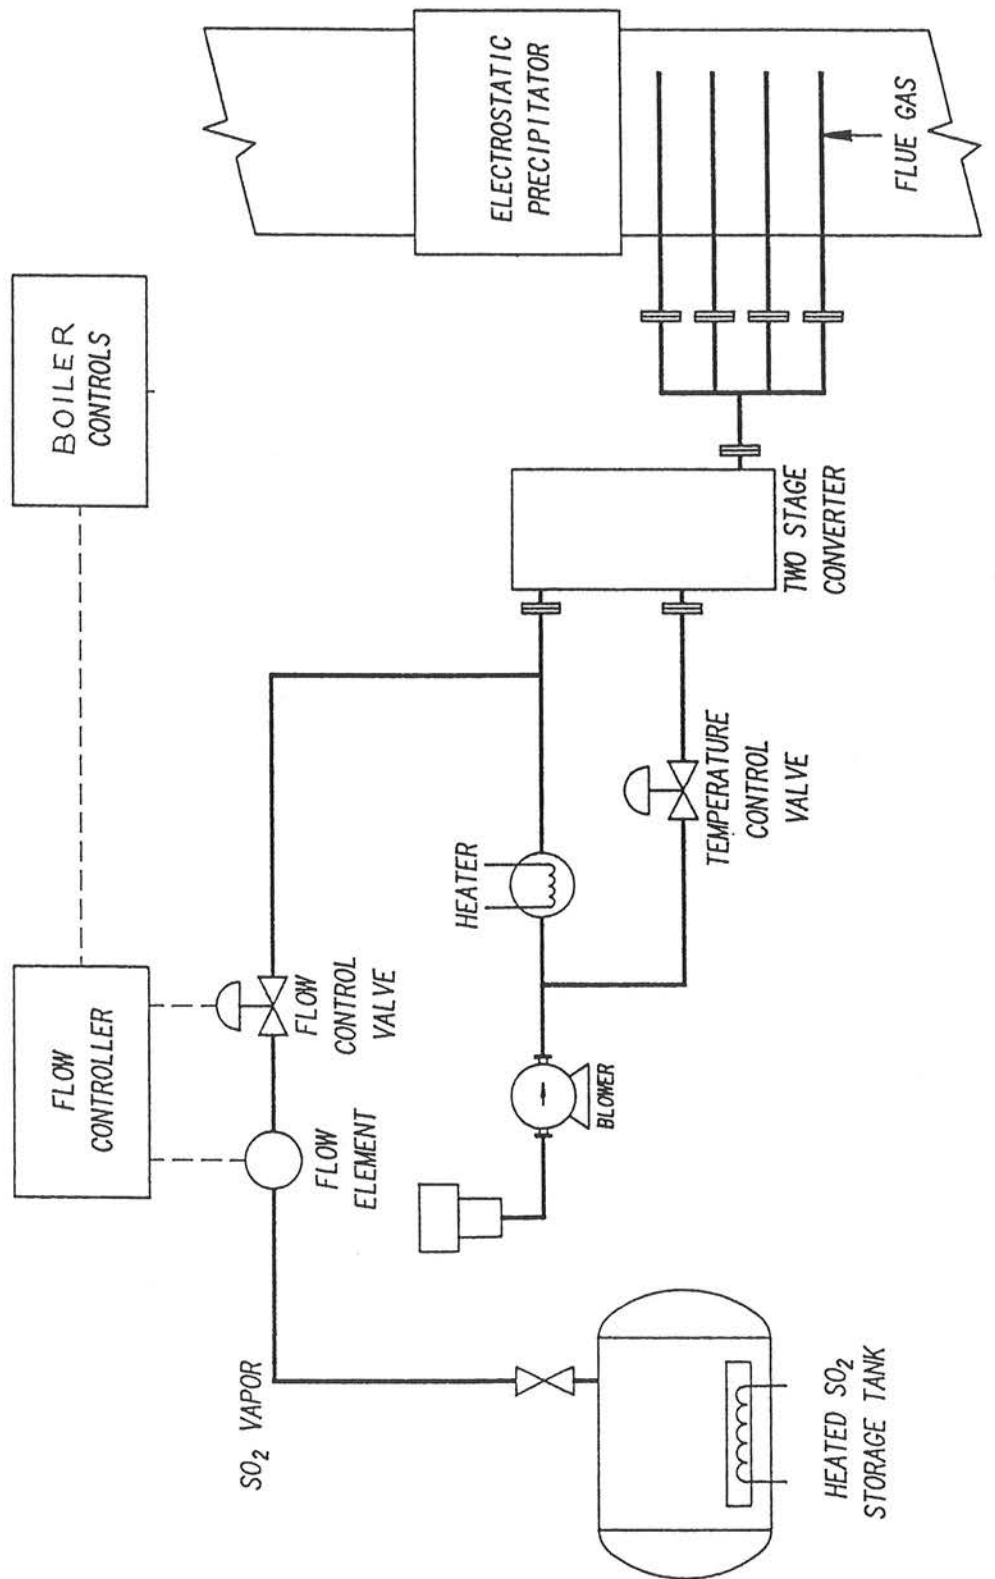 BOILER
CONTROLS
FLOW
CONTROLLER
ELECTROSTATIC
PRECIPITATOR
FLUE GAS
SO₂ VAPOR
FLOW
ELEMENT
FLOW
CONTROL
VALVE
HEATER
BLOWER
TEMPERATURE
CONTROL
VALVE
TWO STAGE
CONVERTER
HEATED SO₂
STORAGE TANK